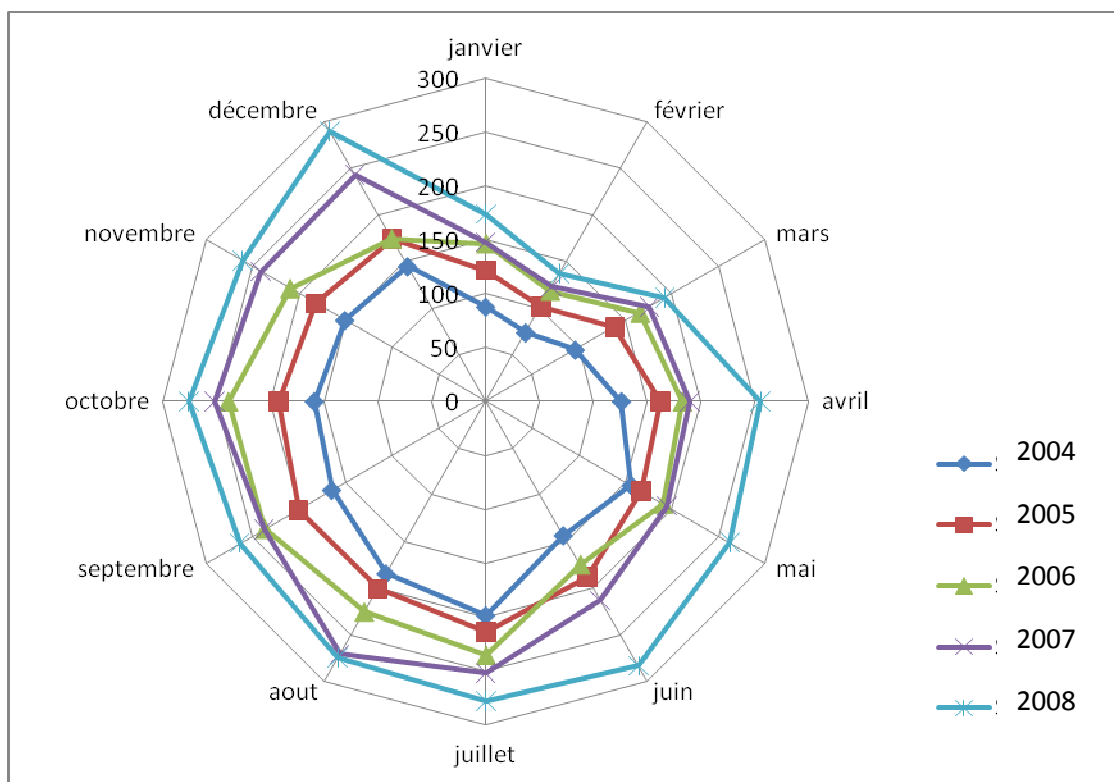 janvier
300
décembre
février
250
200
novembre
mars
150
100
50
octobre
0
avril
2004
2005
septembre
mai
2006
2007
aout
juin
2008
juillet